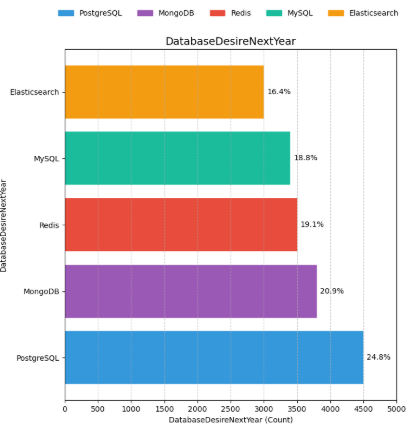 PostgreSQL MongoDB Redis MySQL Elasticsearch
DatabaseDesireNextYear
DatabaseDesireNextYear
Elasticsearch 16.4%
MySQL 18.8%
Redis 19.1%
MongoDB 20.9%
PostgreSQL 24.8%
0 500 1000 1500 2000 2500 3000 3500 4000 4500 5000
DatabaseDesireNextYear (Count)